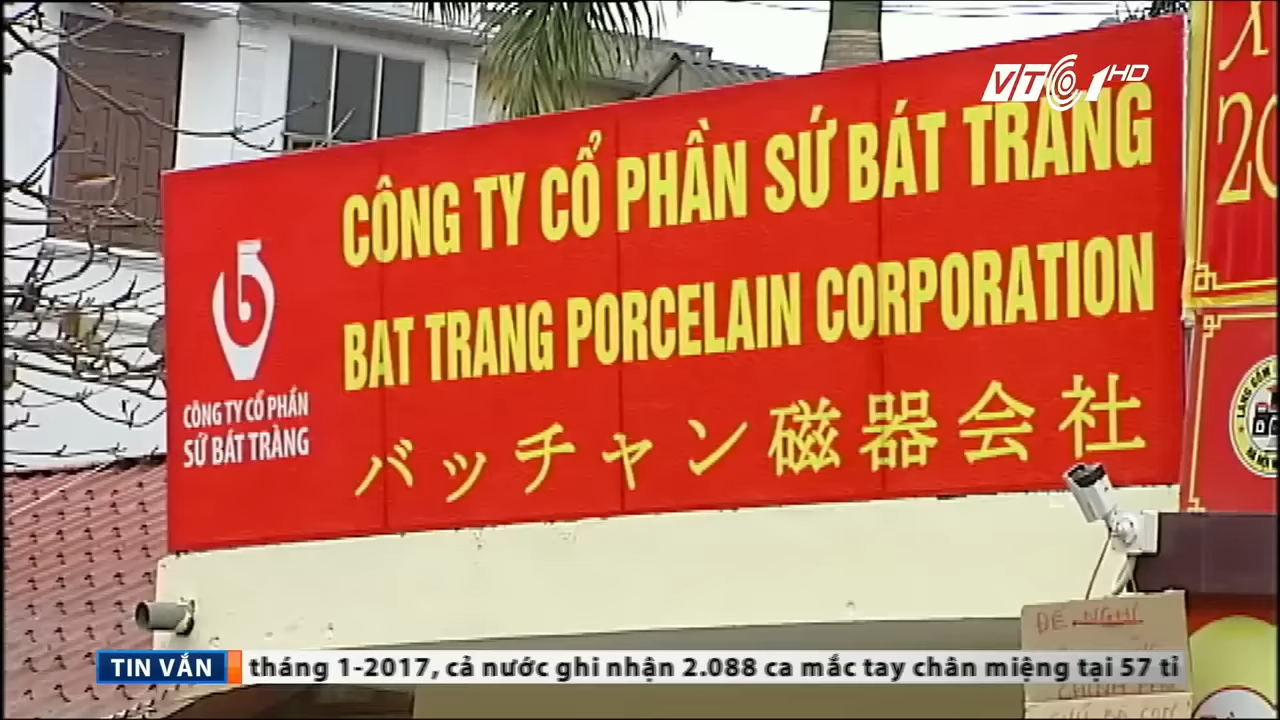 VTC1 HD
CÔNG TY CỔ PHẦN SỨ BÁT TRÀNG
BAT TRANG PORCELAIN CORPORATION
バッチャン磁器会社
CÔNG TY CỔ PHẦN
SỨ BÁT TRÀNG
20
ĐỀ NGHỊ
TIN VẮN
tháng 1-2017, cả nước ghi nhận 2.088 ca mắc tay chân miệng tại 57 tỉ